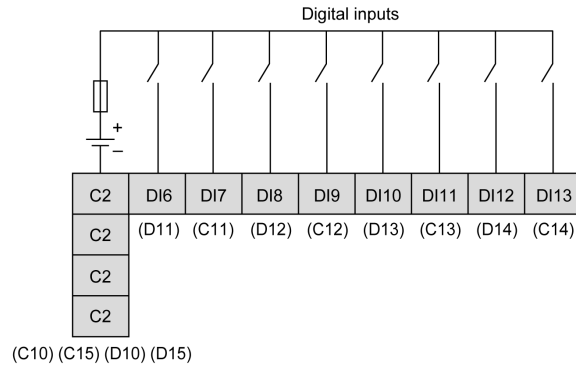 Digital inputs
+
–
C2 DI6 DI7 DI8 DI9 DI10 DI11 DI12 DI13
C2 (D11) (C11) (D12) (C12) (D13) (C13) (D14) (C14)
C2
C2
(C10) (C15) (D10) (D15)